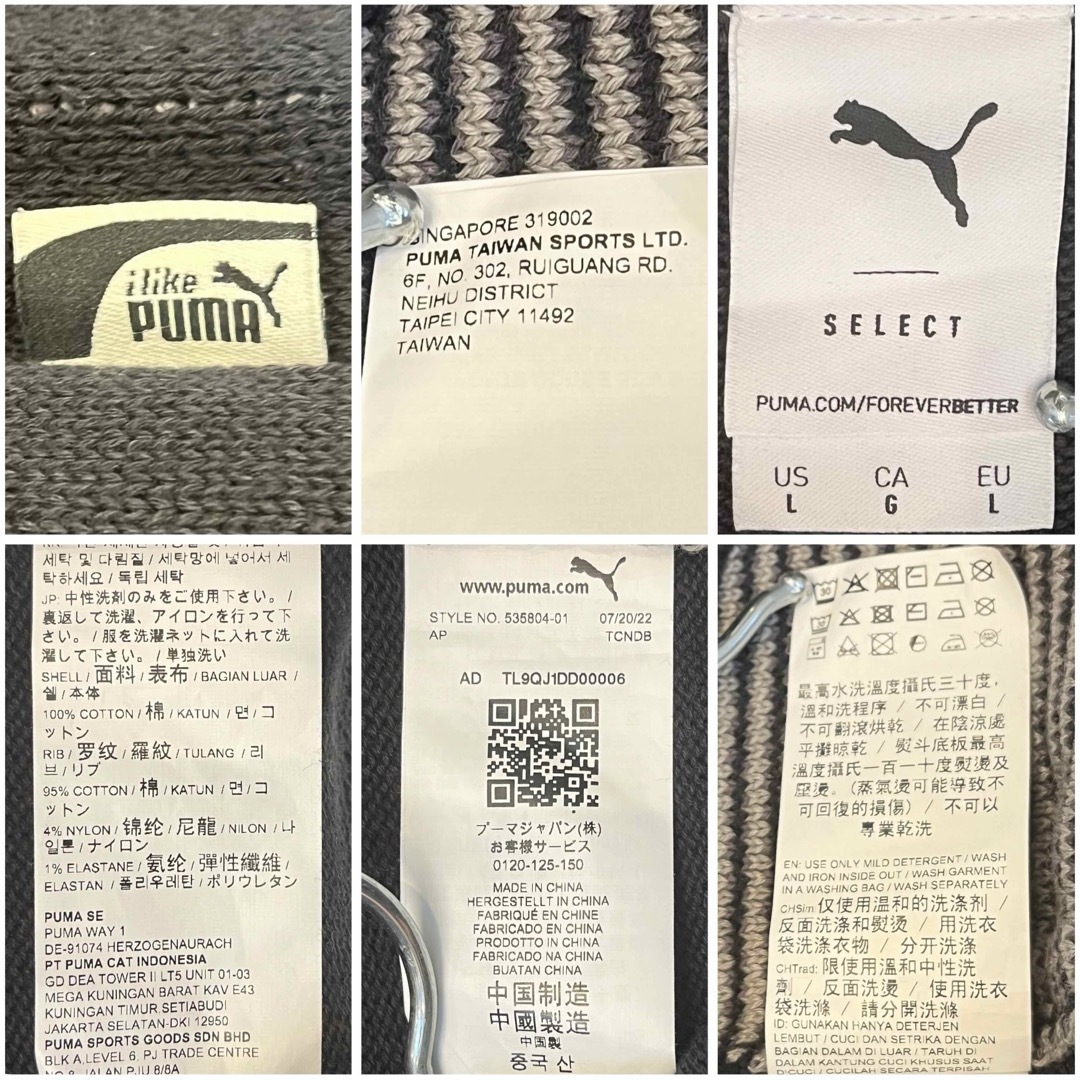 i like
PUMA
SINGAPORE 319002
PUMA TAIWAN SPORTS LTD.
6F, NO. 302, RUIGUANG RD.
NEIHU DISTRICT
TAIPEI CITY 11492
TAIWAN
SELECT
PUMA.COM/FOREVERBETTER
US CA EU
L G L
세탁 및 다림질 / 세탁망에 넣어서 세
탁하세요 / 독립 세탁
JP: 中性洗剤のみをご使用下さい。 /
裏返して洗濯、アイロンを行って下
さい。 / 服を洗濯ネットに入れて洗
濯して下さい。 / 単独洗い
SHELL / 面料 / 表布 / BAGIAN LUAR /
쉘 / 本体
100% COTTON / 棉 / KATUN / 면 / コ
ットン
RIB / 罗纹 / 羅紋 / TULANG / 리
브 / リブ
95% COTTON / 棉 / KATUN / 면 / コ
ットン
4% NYLON / 锦纶 / 尼龍 / NILON / 나
일론 / ナイロン
1% ELASTANE / 氨纶 / 彈性纖維 /
ELASTAN / 폴리우레탄 / ポリウレタン
PUMA SE
PUMA WAY 1
DE-91074 HERZOGENAURACH
PT PUMA CAT INDONESIA
GD DEA TOWER II LT5 UNIT 01-03
MEGA KUNINGAN BARAT KAV E43
KUNINGAN TIMUR, SETIABUDI
JAKARTA SELATAN-DKI 12950
PUMA SPORTS GOODS SDN BHD
BLK A, LEVEL 6, PJ TRADE CENTRE
NO 8, JALAN PJU 8/8A
www.puma.com
STYLE NO. 535804-01 07/20/22
AP TCNDB
AD TL9QJ1DD00006
プーマジャパン(株)
お客様サービス
0120-125-150
MADE IN CHINA
HERGESTELLT IN CHINA
FABRIQUÉ EN CHINE
FABRICADO EN CHINA
PRODOTTO IN CHINA
FABRICADO NA CHINA
BUATAN CHINA
中国制造
中國製造
中国製
중국 산
30
最高水洗溫度攝氏三十度,
溫和洗程序 / 不可漂白 /
不可翻滾烘乾 / 在陰涼處
平攤晾乾 / 熨斗底板最高
溫度攝氏一百一十度熨燙及
壓燙。(蒸氣燙可能導致不
可回復的損傷) / 不可以
專業乾洗
EN: USE ONLY MILD DETERGENT / WASH
AND IRON INSIDE OUT / WASH GARMENT
IN A WASHING BAG / WASH SEPARATELY
CHSim: 仅使用温和的洗涤剂 /
反面洗涤和熨烫 / 用洗衣
袋洗涤衣物 / 分开洗涤
CHTrad: 限使用溫和中性洗
劑 / 反面洗燙 / 使用洗衣
袋洗滌 / 請分開洗滌
ID: GUNAKAN HANYA DETERJEN
LEMBUT / CUCI DAN SETRIKA DENGAN
BAGIAN DALAM DI LUAR / TARUH DI
DALAM KANTUNG CUCI KHUSUS SAAT
DICUCI / CUCILAH SECARA TERPISAH